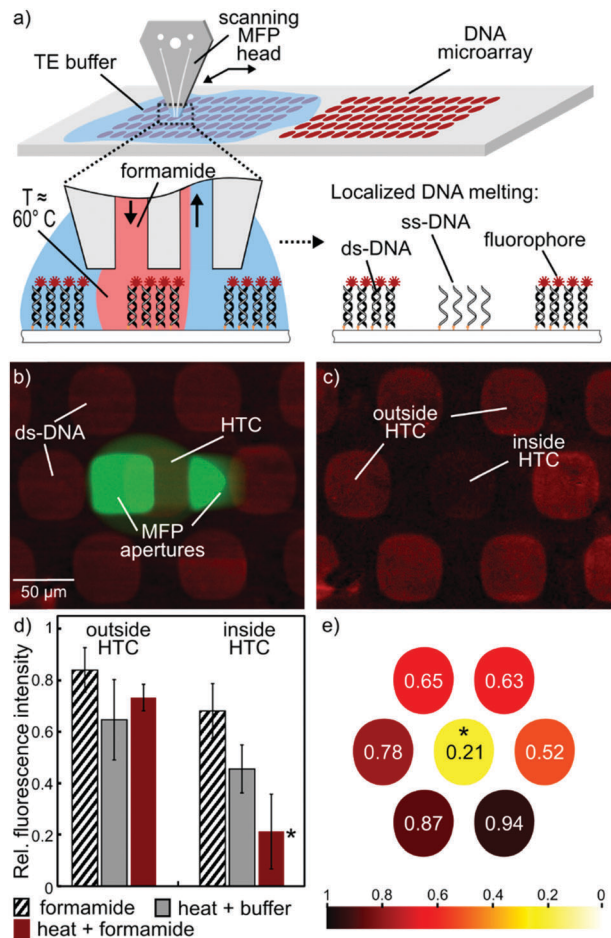 a)
scanning
MFP
head
TE buffer
DNA
microarray
formamide
T ≈
60° C
Localized DNA melting:
ss-DNA
ds-DNA
fluorophore
b)
ds-DNA
HTC
MFP
apertures
50 µm
c)
outside
HTC
inside
HTC
d)
outside
HTC
inside
HTC
Rel. fluorescence intensity
1
0.8
0.6
0.4
0.2
0
*
formamide
heat + buffer
heat + formamide
e)
0.65
0.63
0.78
*
0.21
0.52
0.87
0.94
1
0.8
0.6
0.4
0.2
0